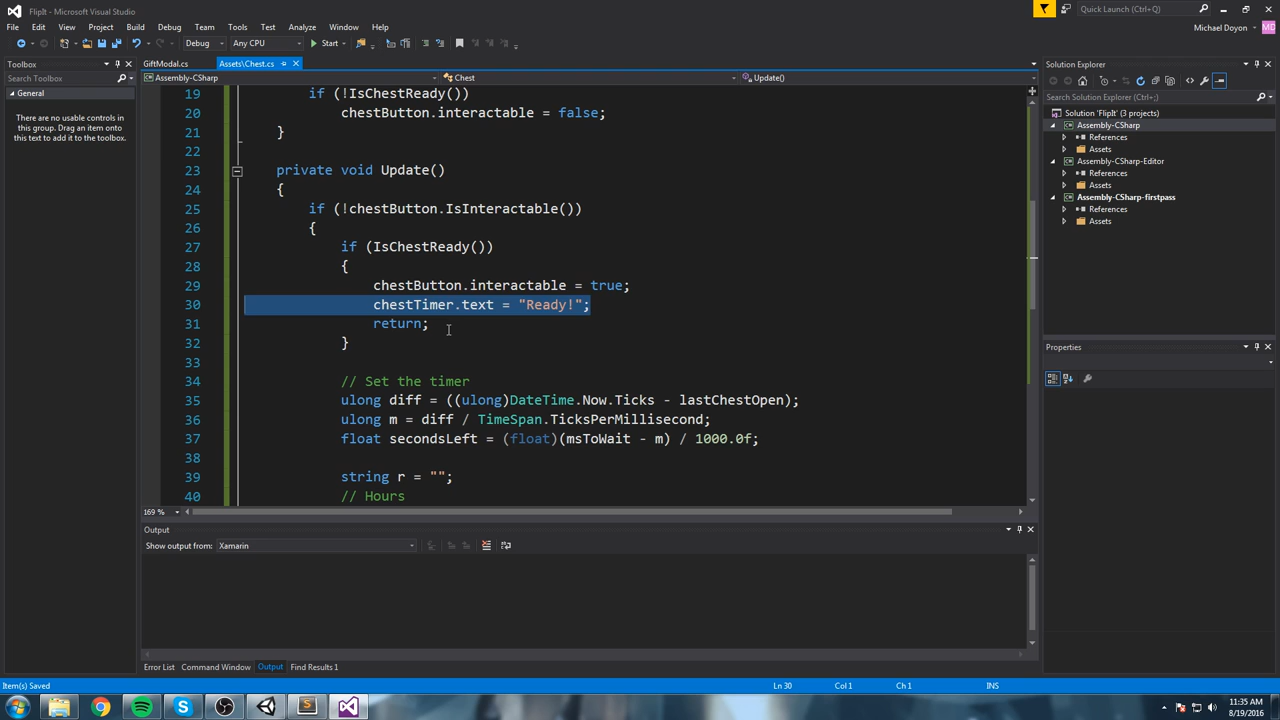 FlipIt - Microsoft Visual Studio
Quick Launch (Ctrl+Q)
File Edit View Project Build Debug Team Tools Test Analyze Window Help
Michael Doyon
MD
Debug Any CPU Start
Toolbox
Search Toolbox
General
There are no usable controls in
this group. Drag an item onto
this text to add it to the toolbox.
GiftModal.cs Assets\Chest.cs
Assembly-CSharp Chest Update()
19 if (!IsChestReady())
20 chestButton.interactable = false;
21 }
22
23 private void Update()
24 {
25 if (!chestButton.IsInteractable())
26 {
27 if (IsChestReady())
28 {
29 chestButton.interactable = true;
30 chestTimer.text = "Ready!";
31 return;
32 }
33
34 // Set the timer
35 ulong diff = ((ulong)DateTime.Now.Ticks - lastChestOpen);
36 ulong m = diff / TimeSpan.TicksPerMillisecond;
37 float secondsLeft = (float)(msToWait - m) / 1000.0f;
38
39 string r = "";
40 // Hours
169 %
Output
Show output from: Xamarin
Error List Command Window Output Find Results 1
Solution Explorer
Search Solution Explorer (Ctrl+;)
Solution 'FlipIt' (3 projects)
Assembly-CSharp
References
Assets
Assembly-CSharp-Editor
References
Assets
Assembly-CSharp-firstpass
References
Assets
Properties
Item(s) Saved Ln 30 Col 1 Ch 1 INS
11:35 AM
8/19/2016